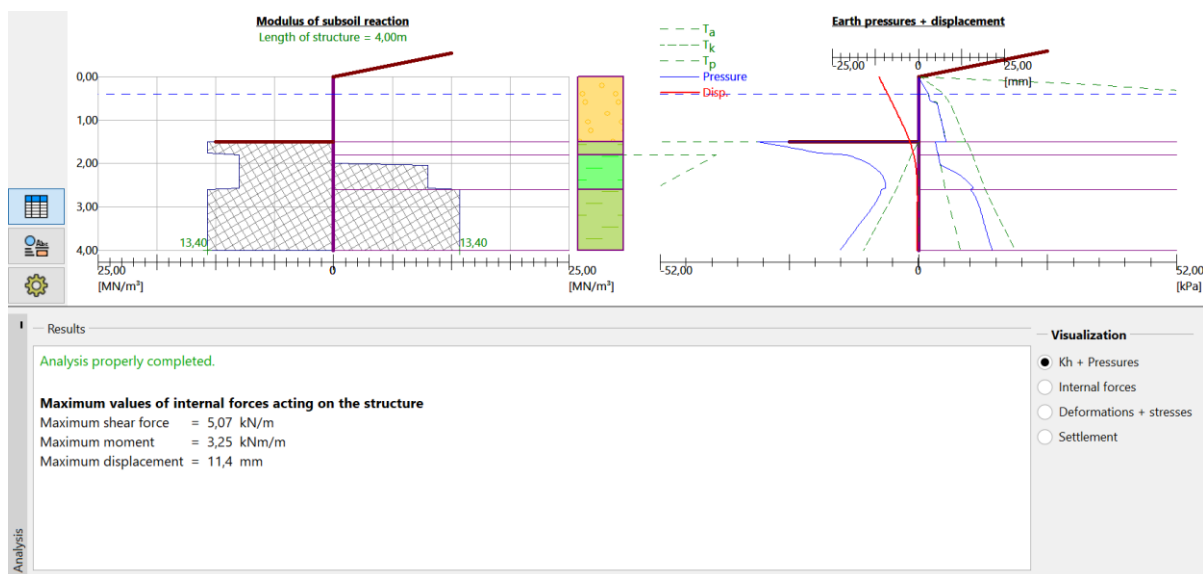 Modulus of subsoil reaction
Length of structure = 4,00m
0,00
1,00
2,00
3,00
4,00
13,40
13,40
25,00
0
25,00
[MN/m³]
[MN/m³]
Earth pressures + displacement
Ta
Tk
Tp
Pressure
Disp.
-25,00
0
25,00
[mm]
-52,00
0
52,00
[kPa]
Analysis
Results
Analysis properly completed.
Maximum values of internal forces acting on the structure
Maximum shear force = 5,07 kN/m
Maximum moment = 3,25 kNm/m
Maximum displacement = 11,4 mm
Visualization
Kh + Pressures
Internal forces
Deformations + stresses
Settlement